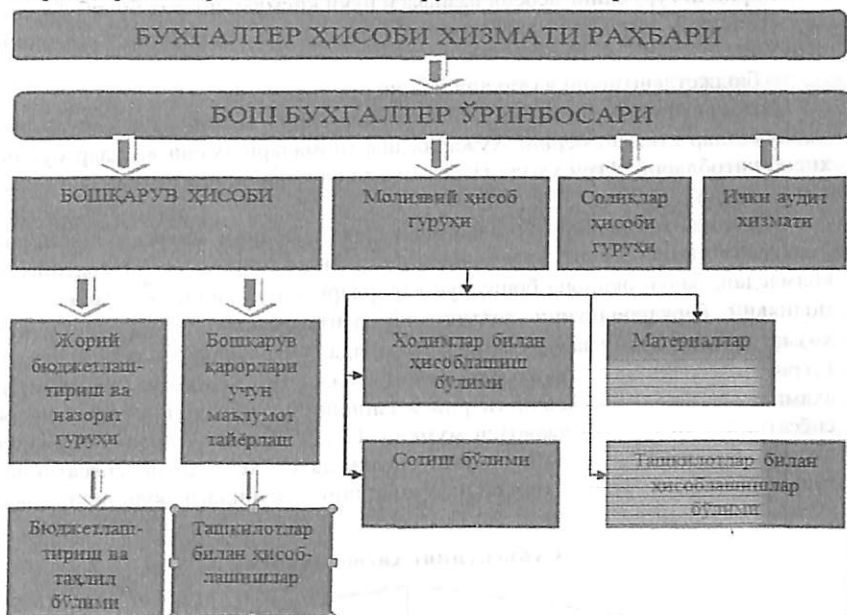 БУХГАЛТЕР ҲИСОБИ ХИЗМАТИ РАҲБАРИ
БОШ БУХГАЛТЕР ЎРИНБОСАРИ
БОШҚАРУВ ҲИСОБИ
Молиявий ҳисоб
гуруҳи
Солиқлар
ҳисоби
гуруҳи
Ички аудит
хизмати
Жорий
бюджетлаш-
тириш ва
назорат
гуруҳи
Бошқарув
қарорлари
учун
маълумот
тайёрлаш
Ходимлар билан
ҳисоблашиш
бўлими
Материаллар
Сотиш бўлими
Ташкилотлар билан
ҳисоблашишлар
бўлими
Бюджетлаш-
тириш ва
таҳлил
бўлими
Ташкилотлар
билан ҳисоб-
лашишлар